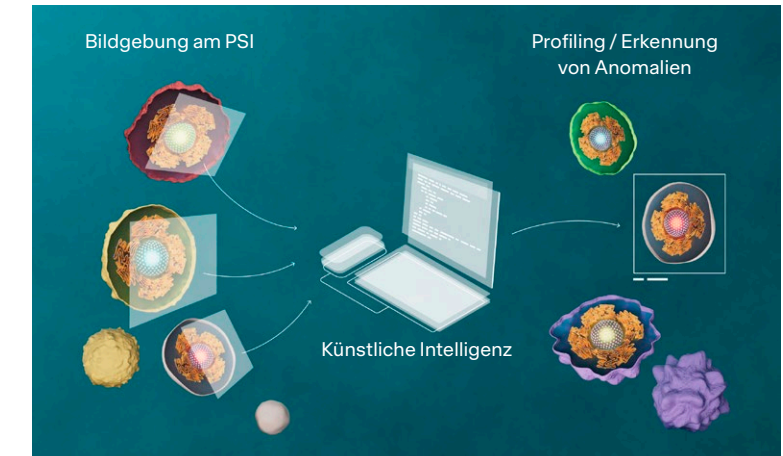 Bildgebung am PSI
Profiling / Erkennung
von Anomalien
Künstliche Intelligenz